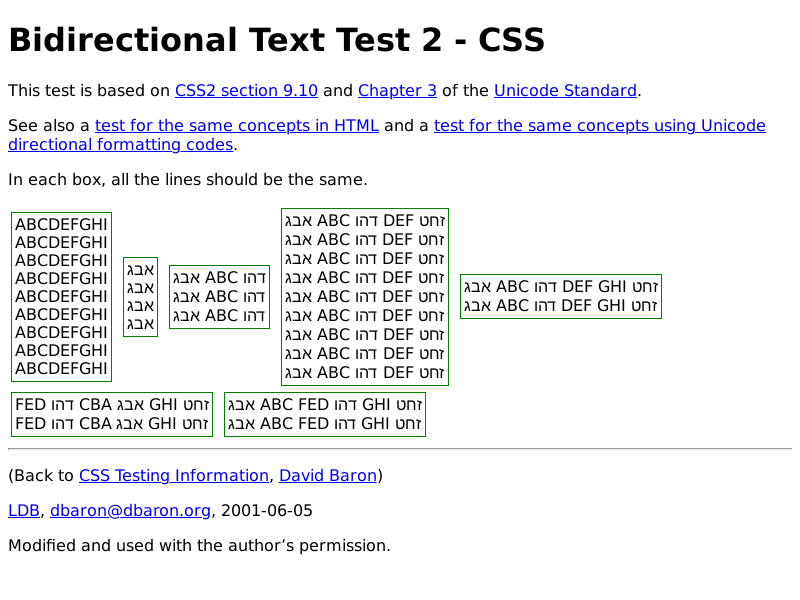 Bidirectional Text Test 2 - CSS
This test is based on CSS2 section 9.10 and Chapter 3 of the Unicode Standard.
See also a test for the same concepts in HTML and a test for the same concepts using Unicode
directional formatting codes.
In each box, all the lines should be the same.
ABCDEFGHI
ABCDEFGHI
ABCDEFGHI
ABCDEFGHI
ABCDEFGHI
ABCDEFGHI
ABCDEFGHI
ABCDEFGHI
ABCDEFGHI
אבג
אבג
אבג
אבג
אבג ABC דהו
אבג ABC דהו
אבג ABC דהו
אבג ABC דהו DEF זחט
אבג ABC דהו DEF זחט
אבג ABC דהו DEF זחט
אבג ABC דהו DEF זחט
אבג ABC דהו DEF זחט
אבג ABC דהו DEF זחט
אבג ABC דהו DEF זחט
אבג ABC דהו DEF זחט
אבג ABC דהו DEF זחט
אבג ABC דהו DEF GHI זחט
אבג ABC דהו DEF GHI זחט
FED דהו CBA אבג GHI זחט
FED דהו CBA אבג GHI זחט
אבג ABC FED דהו GHI זחט
אבג ABC FED דהו GHI זחט
(Back to CSS Testing Information, David Baron)
LDB, dbaron@dbaron.org, 2001-06-05
Modified and used with the author’s permission.